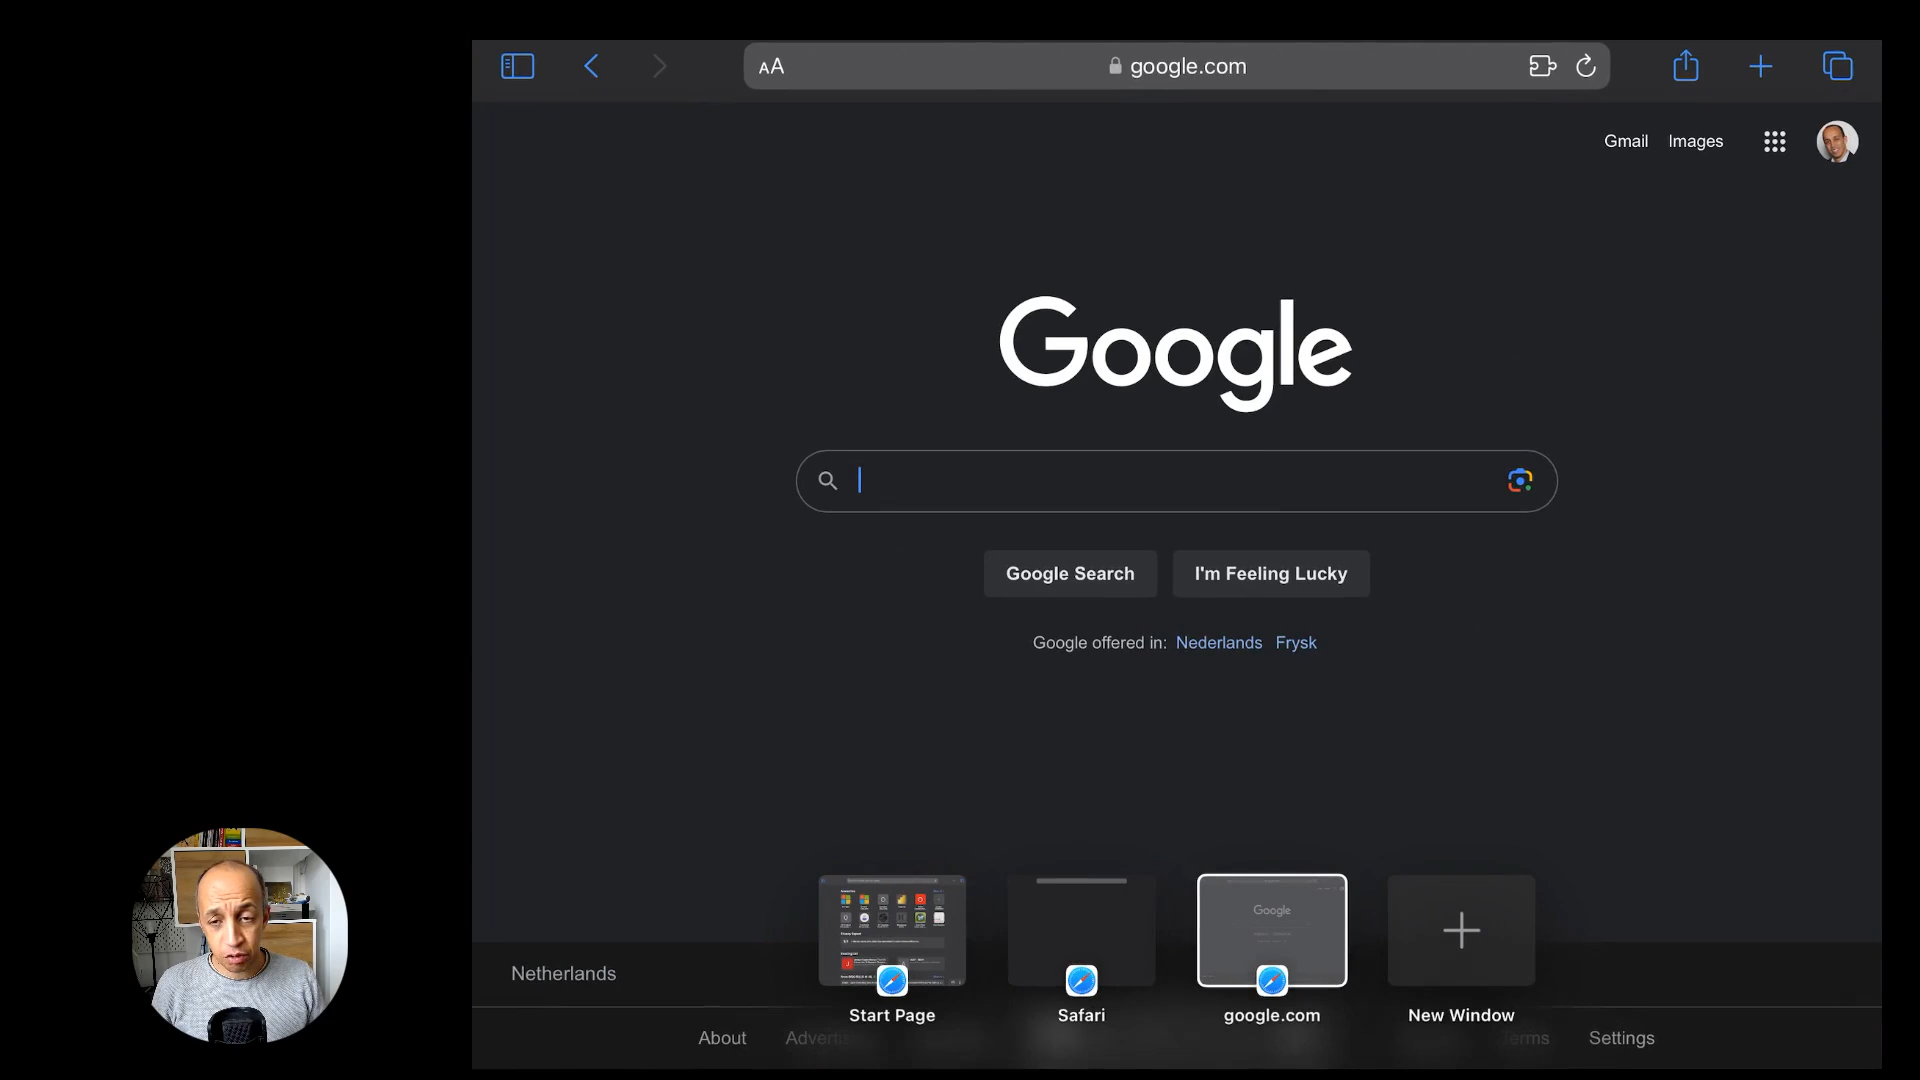 AA
google.com
Gmail Images
Google
Google Search
I'm Feeling Lucky
Google offered in: Nederlands Frysk
Google
Netherlands
Start Page
Safari
google.com
New Window
About
Settings